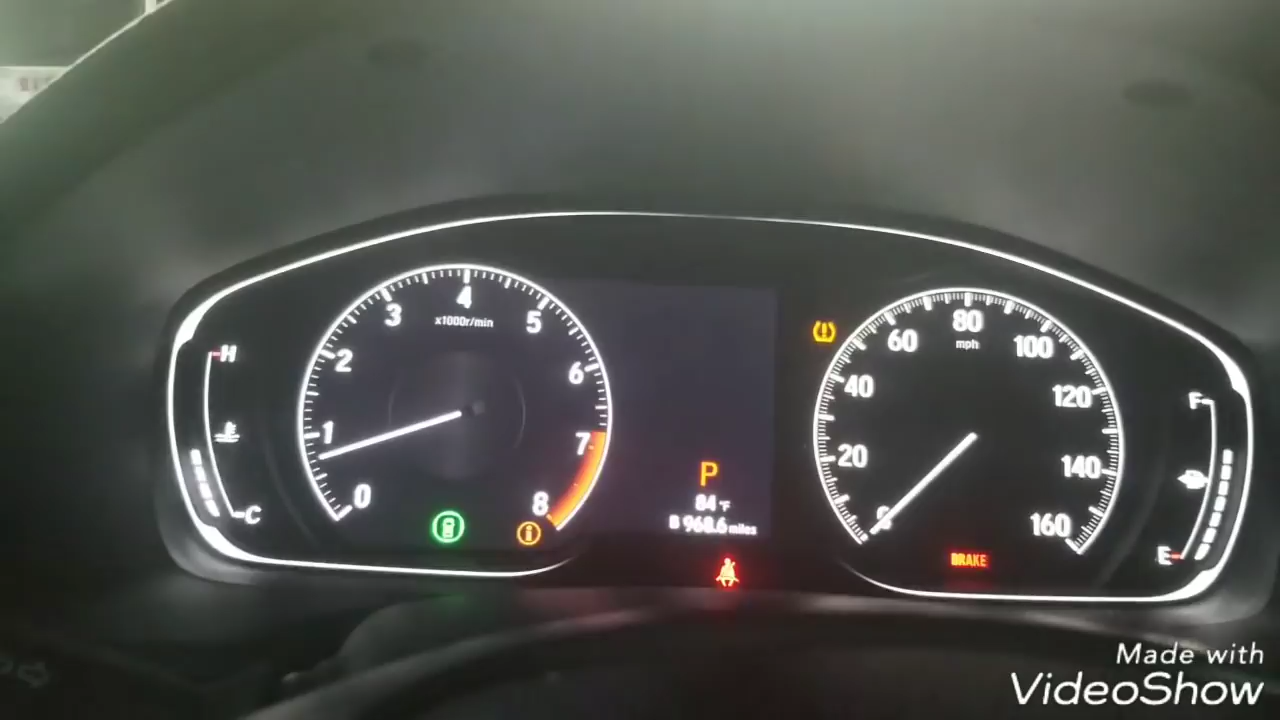 H
C
0
1
2
3
4
5
6
7
8
x1000r/min
P
84 °F
B 968.6 miles
20
40
60
80
100
120
140
160
mph
BRAKE
F
E
Made with
VideoShow